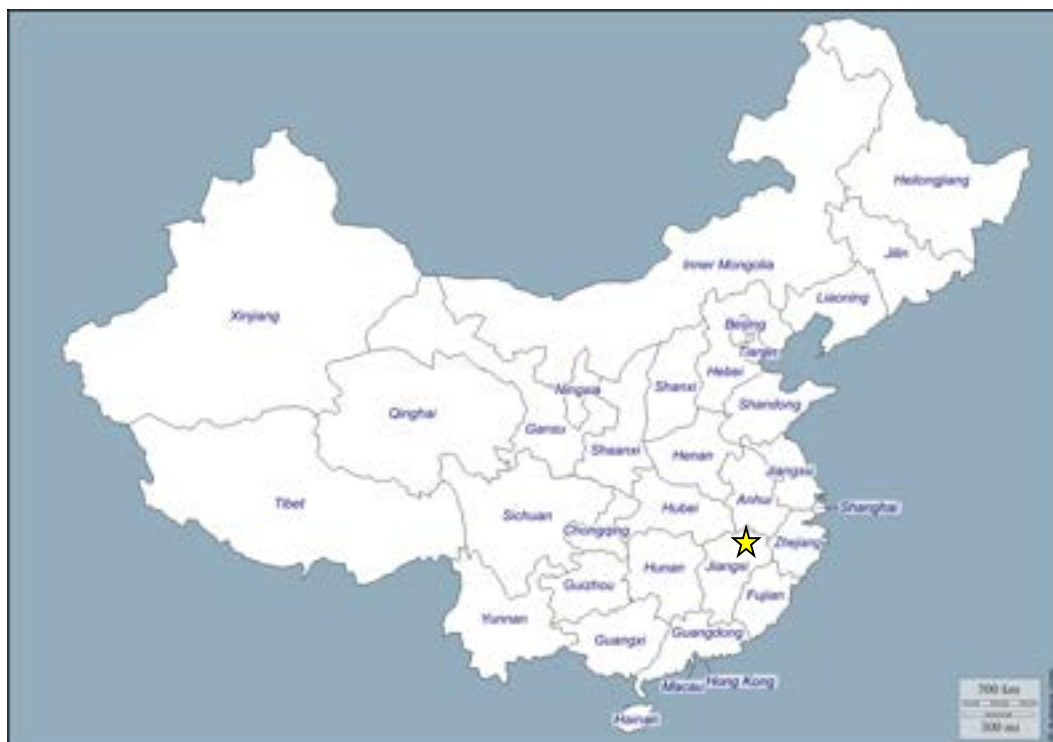 Heilongjiang
Jilin
Inner Mongolia
Liaoning
Xinjiang
Beijing
Tianjin
Hebei
Ningxia
Shanxi
Shandong
Qinghai
Gansu
Shaanxi
Henan
Jiangsu
Tibet
Anhui
Sichuan
Hubei
Shanghai
Chongqing
Zhejiang
Hunan
Jiangxi
Guizhou
Fujian
Yunnan
Guangxi
Guangdong
Macau
Hong Kong
Hainan
300 km
300 mi